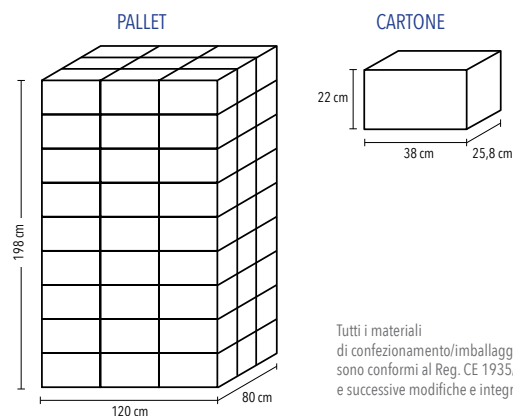 PALLET
CARTONE
198 cm
120 cm
80 cm
22 cm
38 cm
25,8 cm
Tutti i materiali
di confezionamento/imballagg
sono conformi al Reg. CE 1935
e successive modifiche e integr